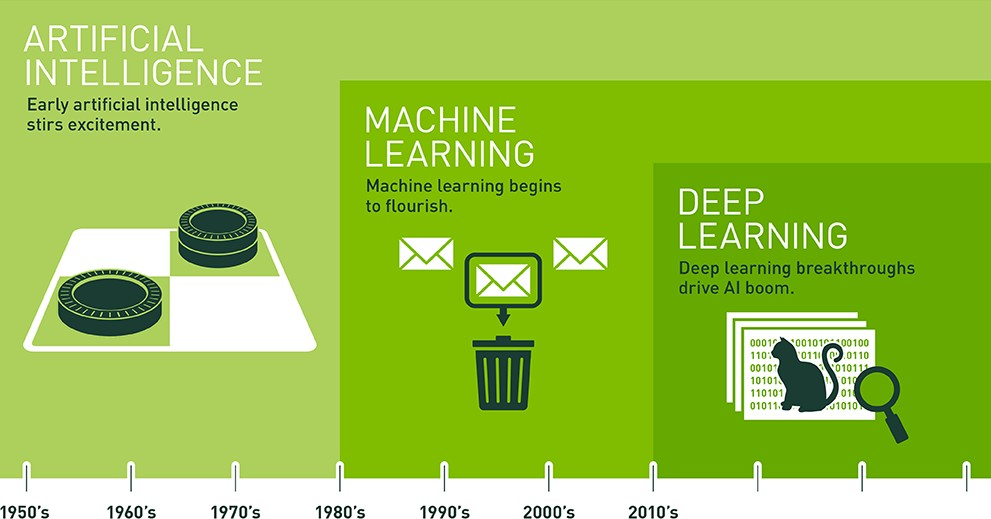 ARTIFICIAL
INTELLIGENCE
Early artificial intelligence
stirs excitement.
MACHINE
LEARNING
Machine learning begins
to flourish.
DEEP
LEARNING
Deep learning breakthroughs
drive AI boom.
1950's 1960's 1970's 1980's 1990's 2000's 2010's